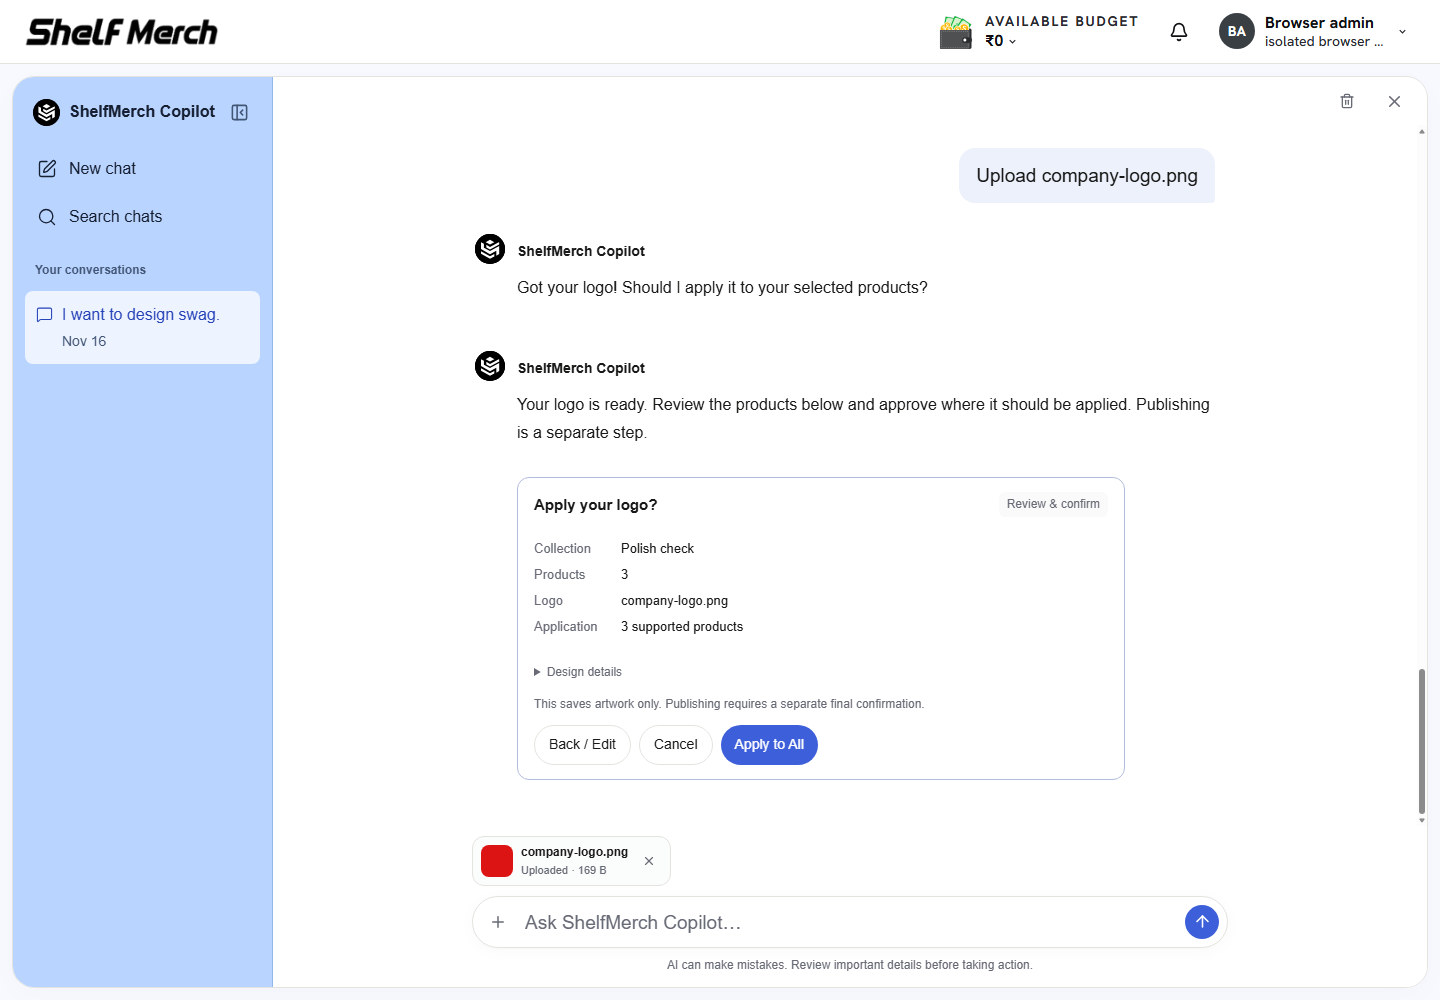 Shelf Merch
AVAILABLE BUDGET
₹0
BA
Browser admin
isolated browser ...
ShelfMerch Copilot
New chat
Search chats
Your conversations
I want to design swag.
Nov 16
Upload company-logo.png
ShelfMerch Copilot
Got your logo! Should I apply it to your selected products?
ShelfMerch Copilot
Your logo is ready. Review the products below and approve where it should be applied. Publishing
is a separate step.
Apply your logo?
Review & confirm
Collection Polish check
Products 3
Logo company-logo.png
Application 3 supported products
Design details
This saves artwork only. Publishing requires a separate final confirmation.
Back / Edit
Cancel
Apply to All
company-logo.png
Uploaded · 169 B
Ask ShelfMerch Copilot…
AI can make mistakes. Review important details before taking action.